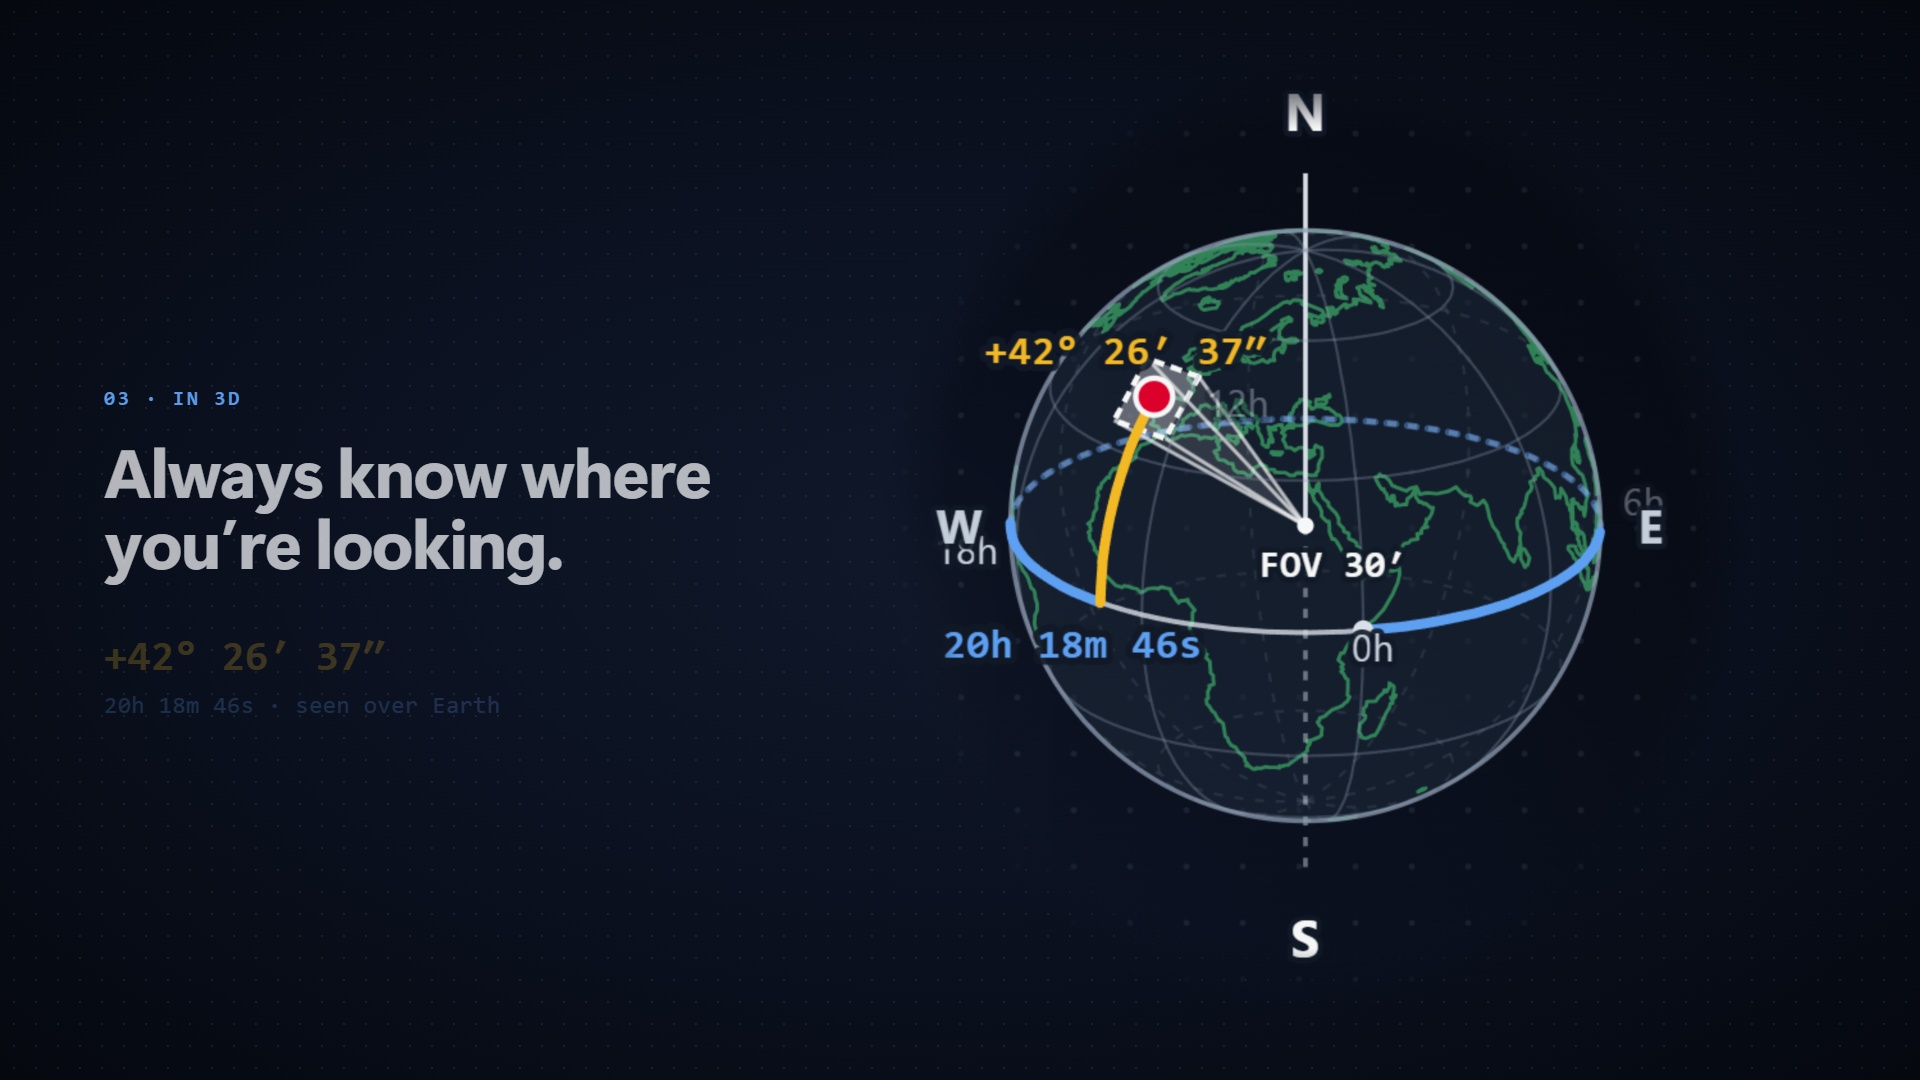 03 · IN 3D
Always know where
you’re looking.
+42° 26′ 37″
20h 18m 46s · seen over Earth
N
+42° 26′ 37″
12h
6h
W
E
18h
FOV 30′
20h 18m 46s
0h
S